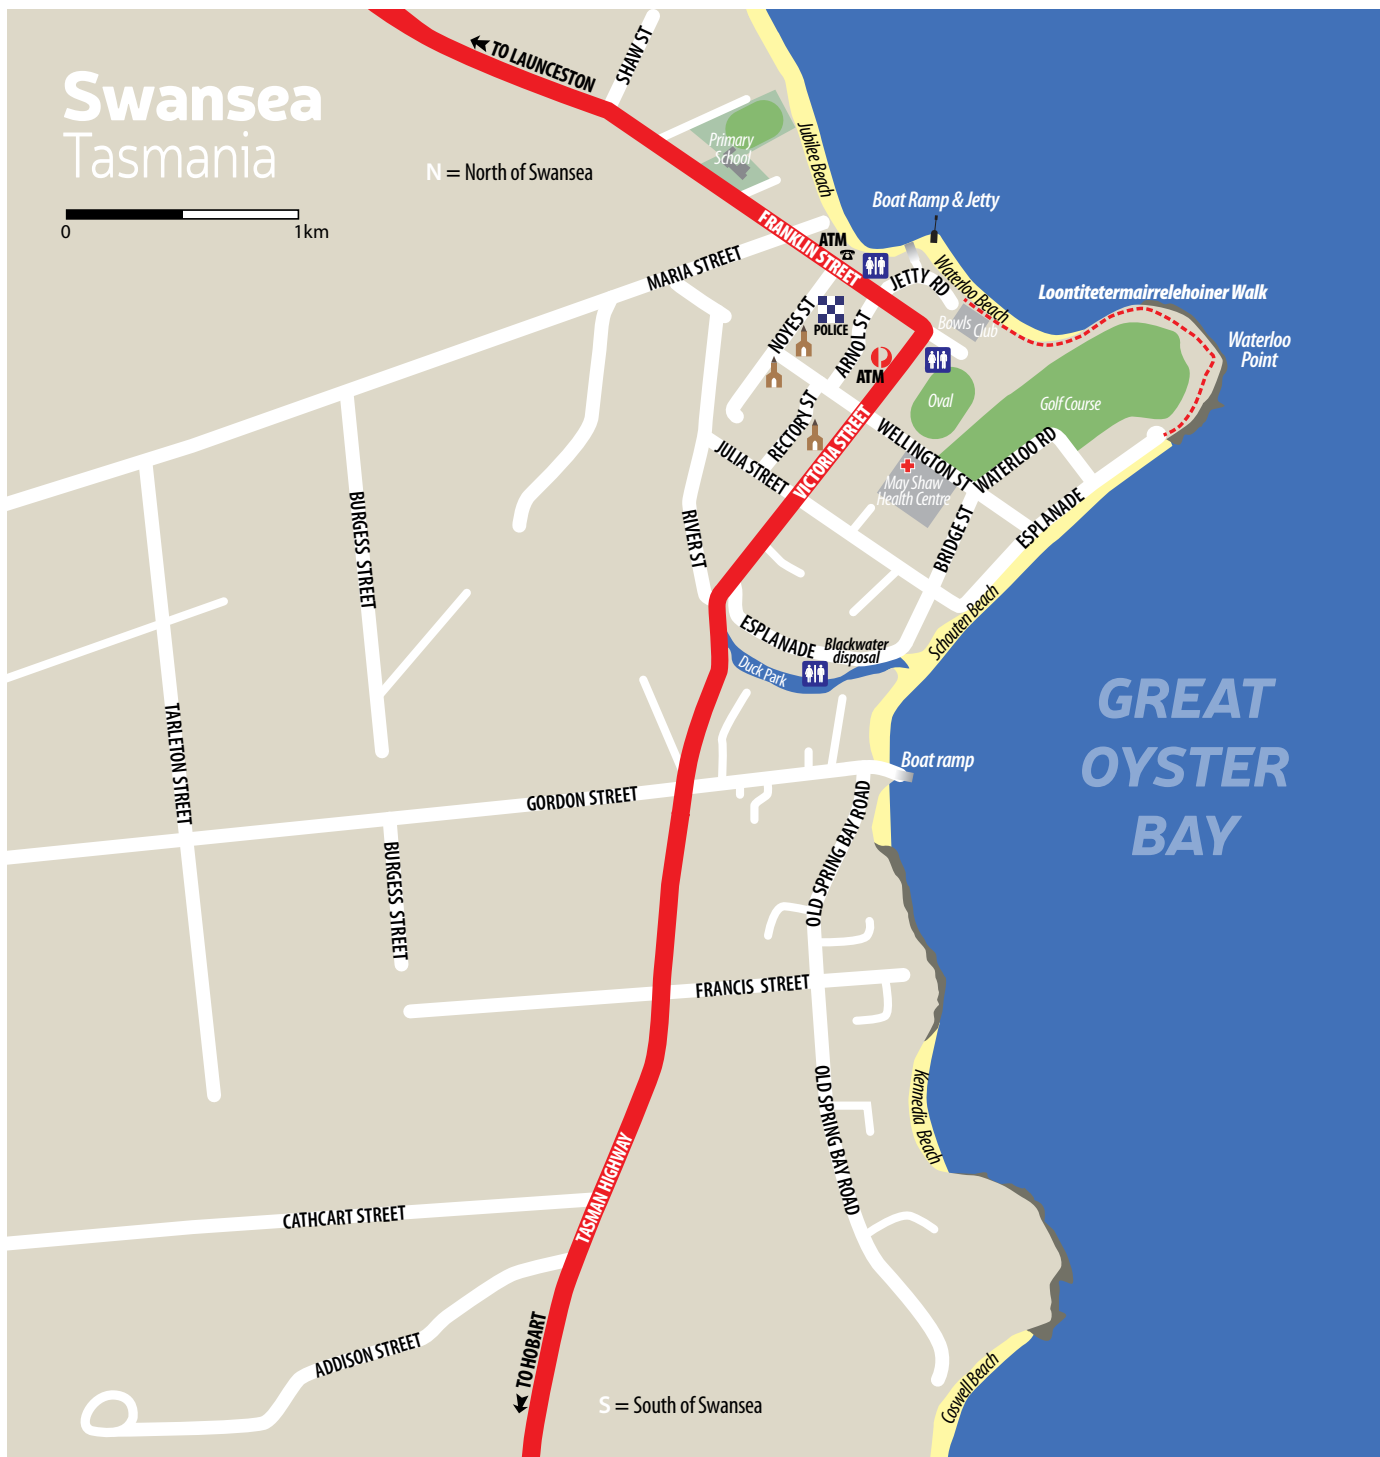 Swansea
Tasmania
0
1km
TO LAUNCESTON
SHAW ST
N = North of Swansea
Primary
School
Jubilee Beach
Boat Ramp & Jetty
FRANKLIN STREET
ATM
MARIA STREET
JETTY RD
Waterloo Beach
Loontitetermairrelehoiner Walk
Waterloo
Point
NOYES ST
POLICE
ARNOL ST
ATM
Bowls
Club
Oval
Golf Course
RECTORY ST
VICTORIA STREET
WELLINGTON ST
WATERLOO RD
JULIA STREET
May Shaw
Health Centre
ESPLANADE
BRIDGE ST
RIVER ST
BURGESS STREET
ESPLANADE
Blackwater
disposal
Duck Park
Schouten Beach
GREAT
OYSTER
BAY
TARLETON STREET
Boat ramp
GORDON STREET
OLD SPRING BAY ROAD
BURGESS STREET
FRANCIS STREET
OLD SPRING BAY ROAD
Kennedia Beach
TASMAN HIGHWAY
CATHCART STREET
ADDISON STREET
TO HOBART
S = South of Swansea
Coswell Beach